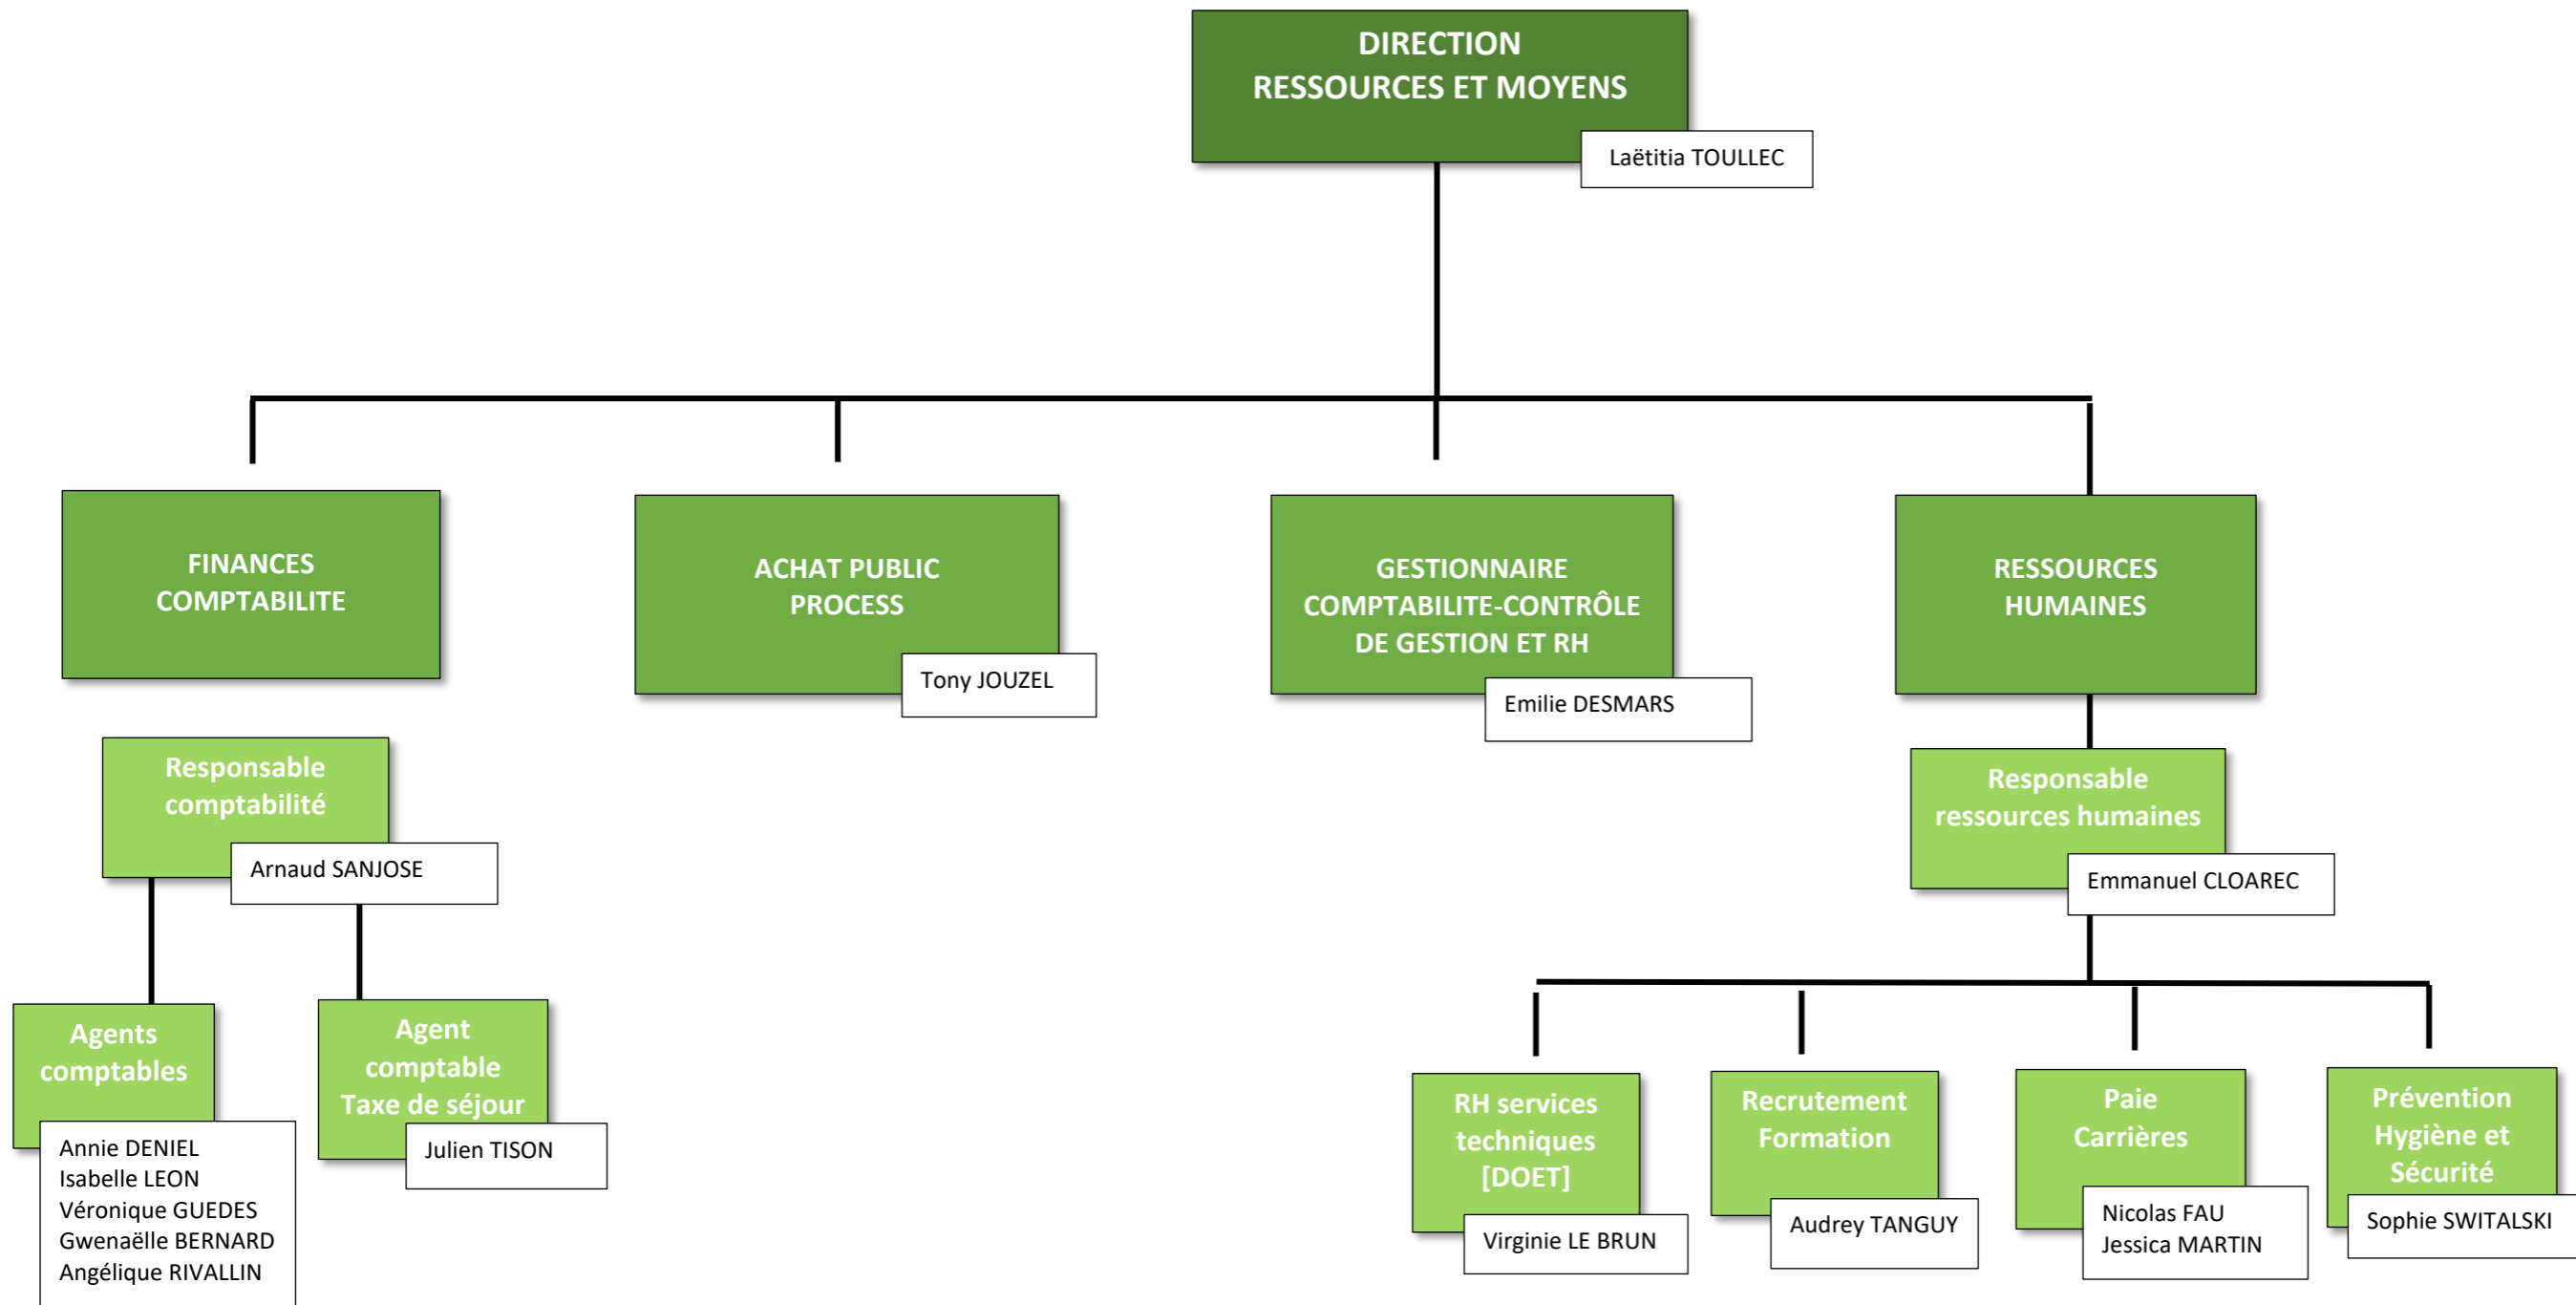 DIRECTION
RESSOURCES ET MOYENS
Laëtitia TOULLEC
FINANCES
COMPTABILITE
ACHAT PUBLIC
PROCESS
Tony JOUZEL
GESTIONNAIRE
COMPTABILITE-CONTRÔLE
DE GESTION ET RH
Emilie DESMARS
RESSOURCES
HUMAINES
Responsable
comptabilité
Arnaud SANJOSE
Responsable
ressources humaines
Emmanuel CLOAREC
Agents
comptables
Annie DENIEL
Isabelle LEON
Véronique GUEDES
Gwenaëlle BERNARD
Angélique RIVALLIN
Agent
comptable
Taxe de séjour
Julien TISON
RH services
techniques
[DOET]
Virginie LE BRUN
Recrutement
Formation
Audrey TANGUY
Paie
Carrières
Nicolas FAU
Jessica MARTIN
Prévention
Hygiène et
Sécurité
Sophie SWITALSKI